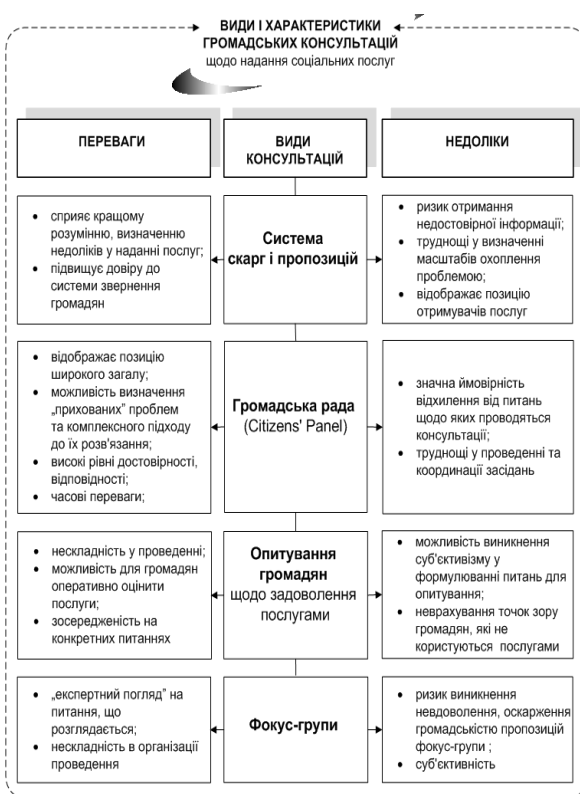 ВИДИ І ХАРАКТЕРИСТИКИ
ГРОМАДСЬКИХ КОНСУЛЬТАЦІЙ
щодо надання соціальних послуг
ПЕРЕВАГИ
ВИДИ
КОНСУЛЬТАЦІЙ
НЕДОЛІКИ
• сприяє кращому
розумінню, визначенню
недоліків у наданні послуг;
• підвищує довіру до
системи звернення
громадян
Система
скарг і пропозицій
• ризик отримання
недостовірної інформації;
• труднощі у визначенні
масштабів охоплення
проблемою;
• відображає позицію
отримувачів послуг
• відображає позицію
широкого загалу;
• можливість визначення
„прихованих” проблем
та комплексного підходу
до їх розв'язання;
• високі рівні достовірності,
відповідності;
• часові переваги;
Громадська рада
(Citizens' Panel)
• значна ймовірність
відхилення від питань
щодо яких проводяться
консультації;
• труднощі у проведенні та
координації засідань
• нескладність у проведенні;
• можливість для громадян
оперативно оцінити
послуги;
• зосередженість на
конкретних питаннях
Опитування
громадян
щодо задоволення
послугами
• можливість виникнення
суб'єктивізму у
формулюванні питань для
опитування;
• неврахування точок зору
громадян, які не
користуються послугами
• „експертний погляд” на
питання, що
розглядається;
• нескладність в організації
проведення
Фокус-групи
• ризик виникнення
невдоволення, оскарження
громадськістю пропозицій
фокус-групи ;
• суб'єктивність